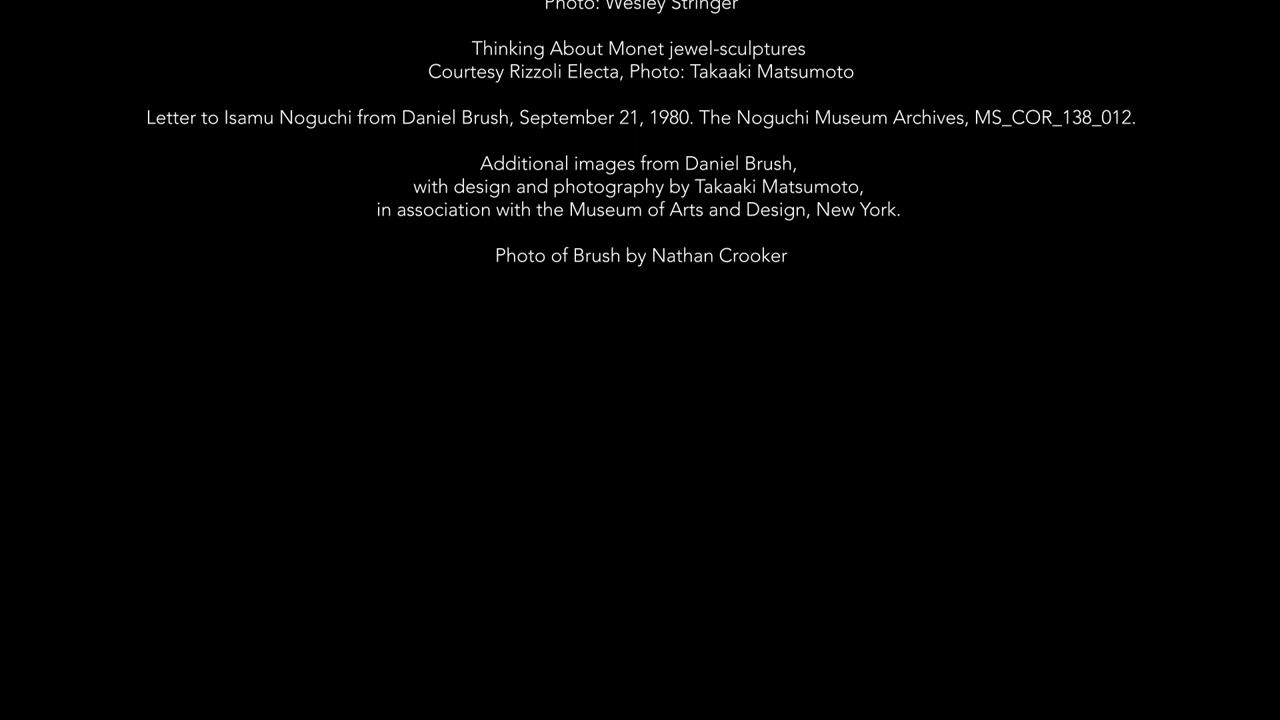 Photo: Wesley Stringer
Thinking About Monet jewel-sculptures
Courtesy Rizzoli Electa, Photo: Takaaki Matsumoto
Letter to Isamu Noguchi from Daniel Brush, September 21, 1980. The Noguchi Museum Archives, MS_COR_138_012.
Additional images from Daniel Brush,
with design and photography by Takaaki Matsumoto,
in association with the Museum of Arts and Design, New York.
Photo of Brush by Nathan Crooker